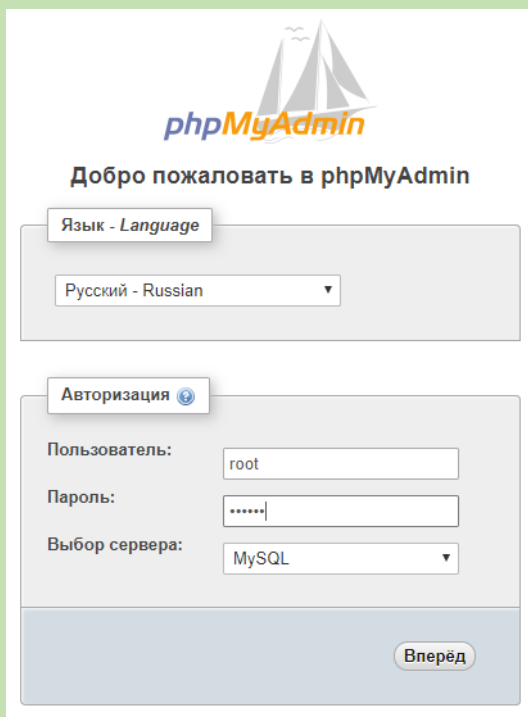 phpMyAdmin
Добро пожаловать в phpMyAdmin
Язык - Language
Русский - Russian
Авторизация
Пользователь:
root
Пароль:
••••••
Выбор сервера:
MySQL
Вперёд